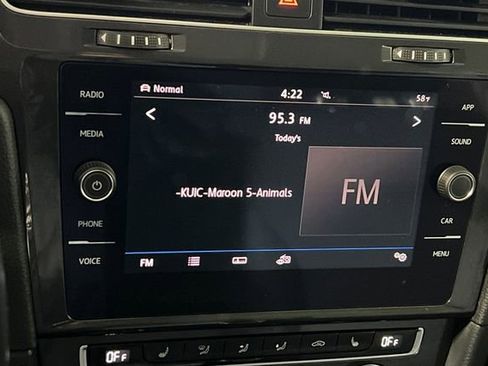 Normal 4:22 58°F
RADIO
APP
95.3 FM
MEDIA
SOUND
Today's
-KUIC-Maroon 5-Animals
FM
PHONE
CAR
VOICE
FM
MENU
OFF
OFF